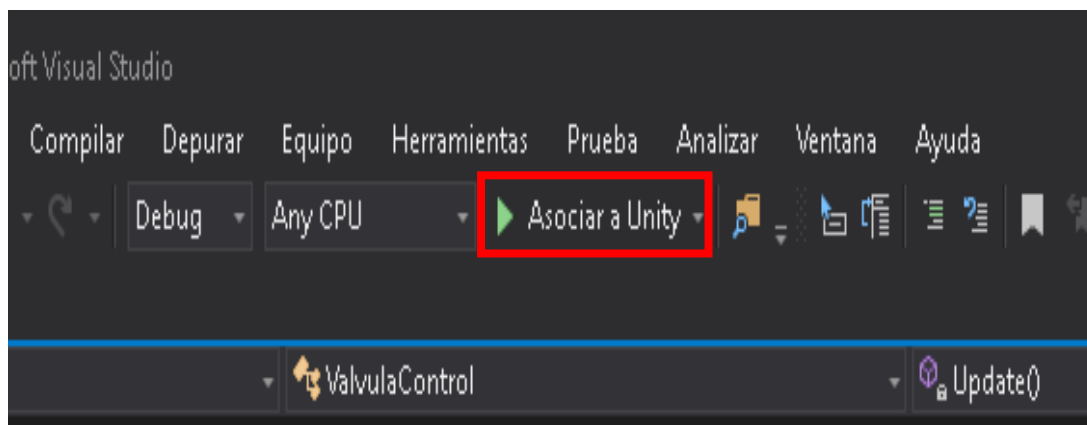 oft Visual Studio
Compilar Depurar Equipo Herramientas Prueba Analizar Ventana Ayuda
Debug Any CPU Asociar a Unity
ValvulaControl Update()